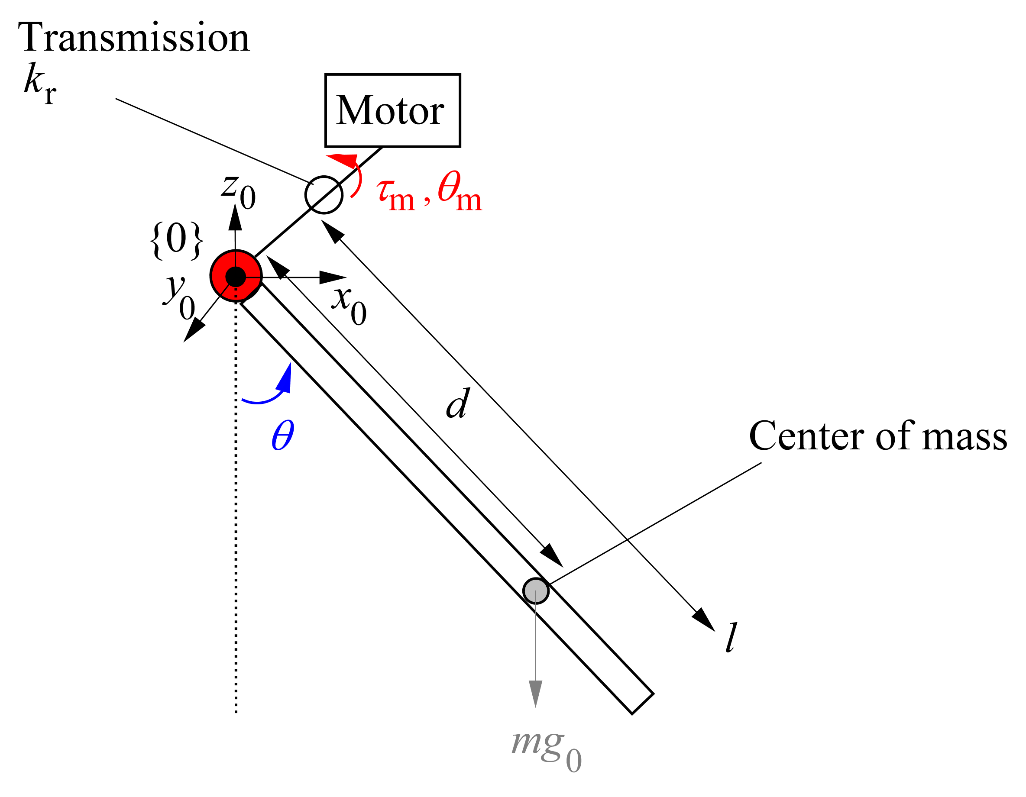 Transmission
kr
Motor
τm , θm
z0
{0}
y0
x0
d
θ
Center of mass
l
mg0